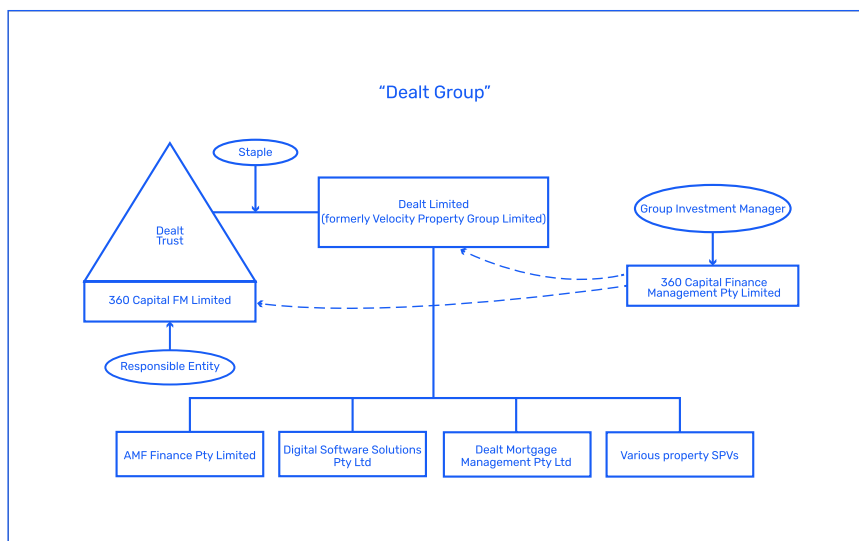 “Dealt Group”
Staple
Dealt Limited
(formerly Velocity Property Group Limited)
Group Investment Manager
Dealt
Trust
360 Capital FM Limited
360 Capital Finance
Management Pty Limited
Responsible Entity
AMF Finance Pty Limited
Digital Software Solutions
Pty Ltd
Dealt Mortgage
Management Pty Ltd
Various property SPVs